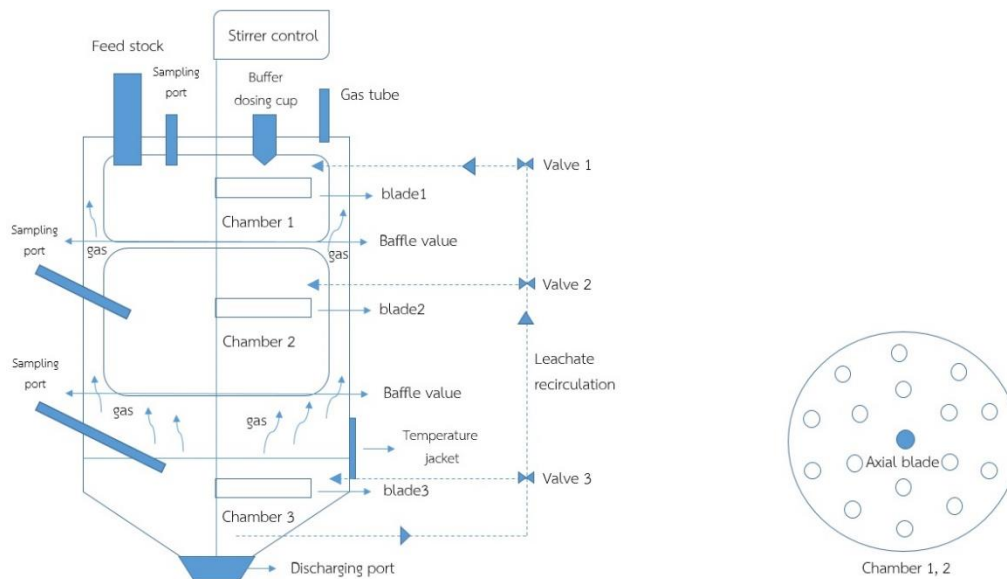 Stirrer control
Feed stock
Sampling
port
Buffer
dosing cup
Gas tube
Valve 1
blade1
Chamber 1
Sampling
port
gas
gas
Baffle value
Valve 2
blade2
Chamber 2
Leachate
recirculation
Sampling
port
Baffle value
gas
gas
Temperature
jacket
Axial blade
Valve 3
blade3
Chamber 3
Discharging port
Chamber 1, 2